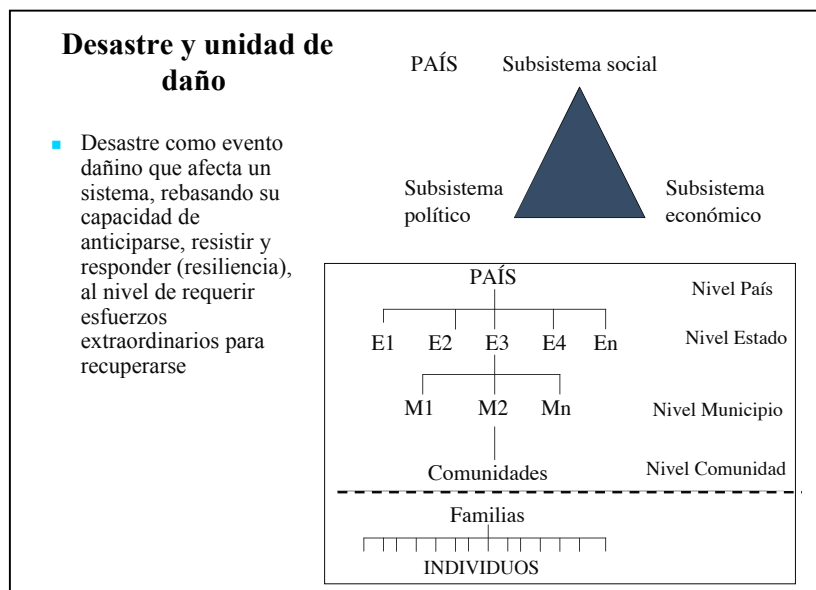 Desastre y unidad de
daño
Desastre como evento
dañino que afecta un
sistema, rebasando su
capacidad de
anticiparse, resistir y
responder (resiliencia),
al nivel de requerir
esfuerzos
extraordinarios para
recuperarse
PAÍS Subsistema social
Subsistema
político
Subsistema
económico
PAÍS
Nivel País
E1 E2 E3 E4 En
Nivel Estado
M1 M2 Mn
Nivel Municipio
Comunidades
Nivel Comunidad
Familias
INDIVIDUOS